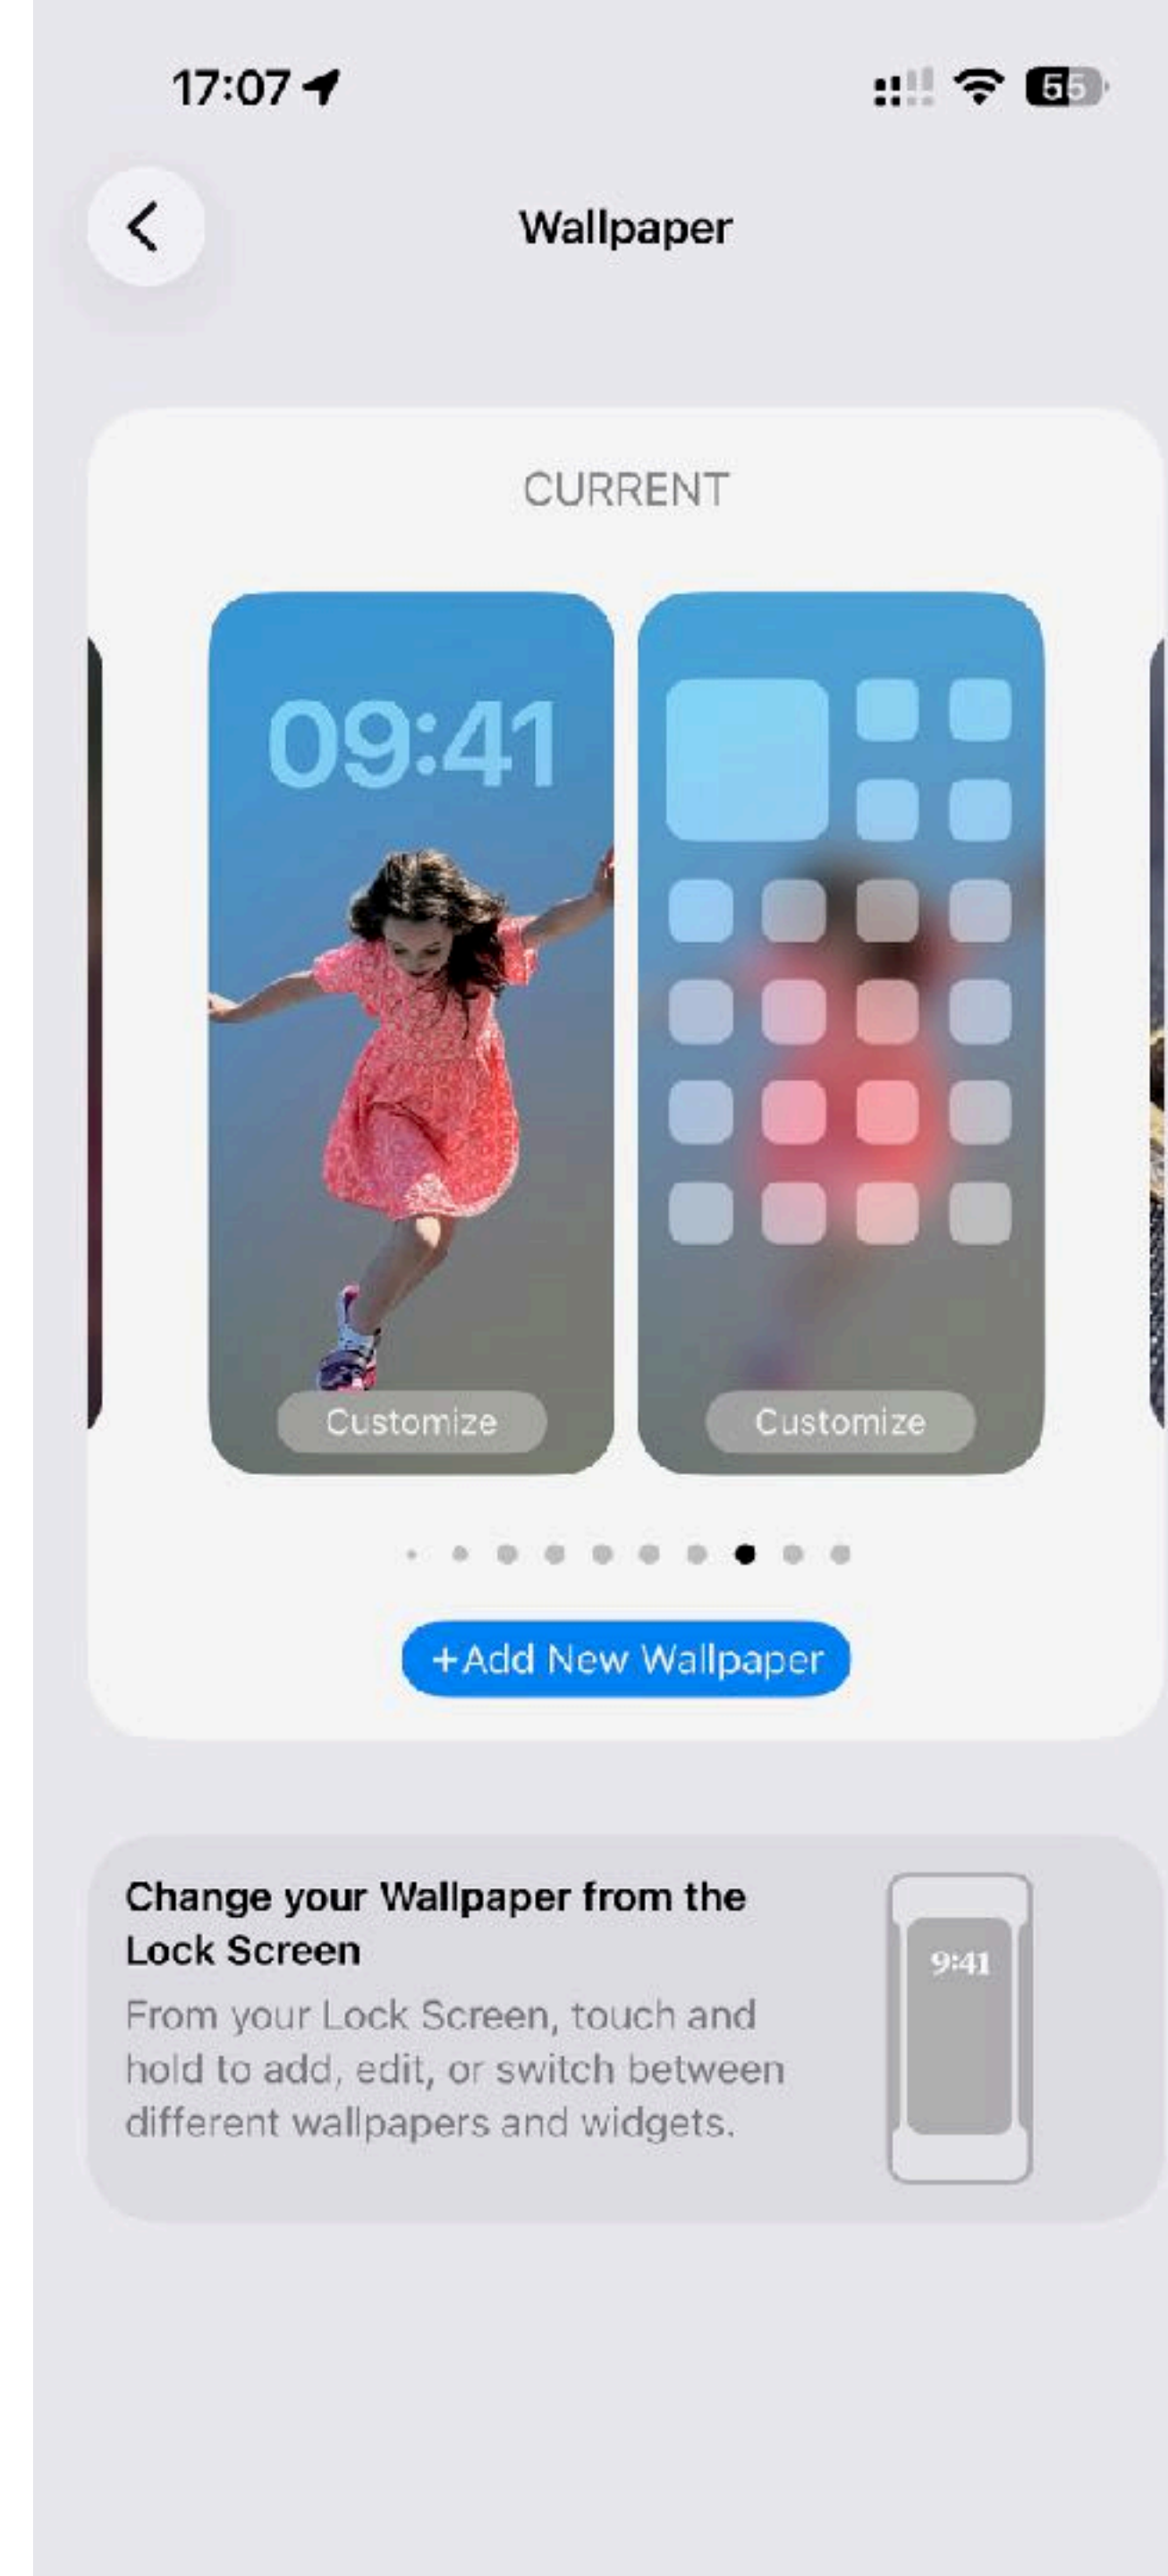 17:07
55
Wallpaper
CURRENT
09:41
Customize
Customize
+Add New Wallpaper
Change your Wallpaper from the
Lock Screen
From your Lock Screen, touch and
hold to add, edit, or switch between
different wallpapers and widgets.
9:41